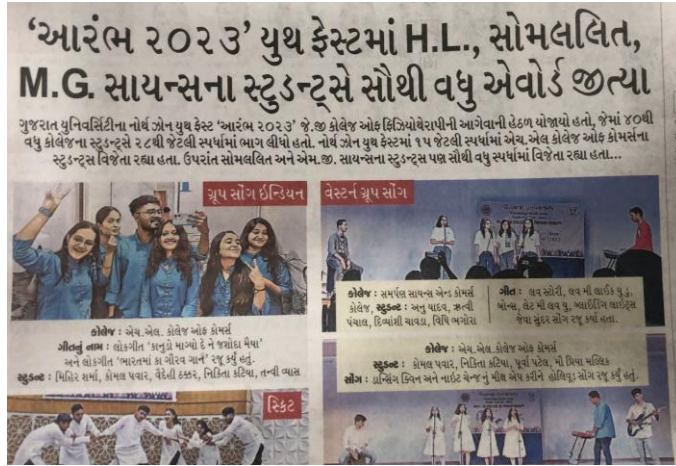 ‘આરંભ ૨૦૨૩’ યુથ ફેસ્ટમાં H.L., સોમલલિત,
M.G. સાયન્સના સ્ટુડન્ટ્સે સૌથી વધુ એવોર્ડ જીત્યા
ગુજરાત યુનિવર્સિટીના નોર્થ ઝોન યુથ ફેસ્ટ ‘આરંભ ૨૦૨૩’ જે.જી કોલેજ ઓફ ફિઝિયોથેરાપીની આગેવાની હેઠળ યોજાયો હતો, જેમાં ૪૦થી
વધુ કોલેજના સ્ટુડન્ટ્સે ૨૮થી જેટલી સ્પર્ધામાં ભાગ લીધો હતો. નોર્થ ઝોન યુથ ફેસ્ટમાં ૧૫ જેટલી સ્પર્ધામાં એચ.એલ કોલેજ ઓફ કોમર્સના
સ્ટુડન્ટ્સ વિજેતા રહ્યા હતા. ઉપરાંત સોમલલિત અને એમ.જી. સાયન્સના સ્ટુડન્ટ્સ પણ સૌથી વધુ સ્પર્ધામાં વિજેતા રહ્યા હતા...
ગ્રૂપ સોંગ ઇન્ડિયન
કોલેજ : એચ.એલ. કોલેજ ઓફ કોમર્સ
ગીતનું નામ : લોકગીત ‘કાનુડો માગ્યો દે ને જશોદા મૈયા’
અને લોકગીત ‘ભારતમાં કા ગૌરવ ગાને’ રજૂ કર્યું હતું.
સ્ટુડન્ટ : મિહિર શર્મા, કોમલ પવાર, વૈદેહી ઠક્કર, નિકિતા કટિયા, તન્વી વ્યાસ
સ્કિટ
વેસ્ટર્ન ગ્રૂપ સોંગ
Gujarat University
કોલેજ : સમર્પણ સાયન્સ એન્ડ કોમર્સ
કોલેજ, સ્ટુડન્ટ : અનુ યાદવ, ઋત્વી
પંચાલ, દિવ્યાંશી ચાવડા, વિધિ ભગોરા
ગીત : લવ સ્ટોરી, લવ મી લાઈક યુ ડુ,
બોન્સ, લેટ મી લવ યુ, બ્લાઈંડિંગ લાઈટ્સ
જેવા સુંદર સોંગ રજૂ કર્યા હતા.
કોલેજ : એચ.એલ.કોલેજ ઓફ કોમર્સ
સ્ટુડન્ટ : કોમલ પવાર, નિકિતા કટિયા, પૂર્વા પટેલ, મૌ પ્રિયા મલ્લિક
સોંગ : ડાન્સિંગ ક્વિન અને નાઇટ ચેન્જનું મીક્ષ એપ કરીને હોલિવૂડ સોંગ રજૂ કર્યું હતું.